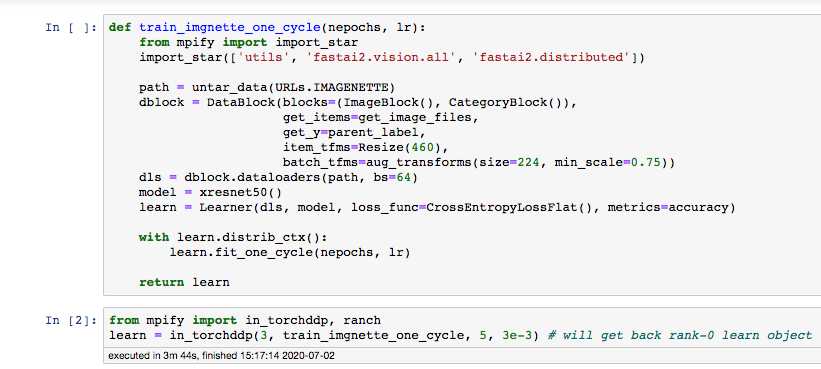 In [ ]: def train_imgnette_one_cycle(nepochs, lr):
    from mpify import import_star
    import_star(['utils', 'fastai2.vision.all', 'fastai2.distributed'])

    path = untar_data(URLs.IMAGENETTE)
    dblock = DataBlock(blocks=(ImageBlock(), CategoryBlock()),
                       get_items=get_image_files,
                       get_y=parent_label,
                       item_tfms=Resize(460),
                       batch_tfms=aug_transforms(size=224, min_scale=0.75))
    dls = dblock.dataloaders(path, bs=64)
    model = xresnet50()
    learn = Learner(dls, model, loss_func=CrossEntropyLossFlat(), metrics=accuracy)

    with learn.distrib_ctx():
        learn.fit_one_cycle(nepochs, lr)

    return learn
In [2]: from mpify import in_torchddp, ranch
learn = in_torchddp(3, train_imgnette_one_cycle, 5, 3e-3) # will get back rank-0 learn object
executed in 3m 44s, finished 15:17:14 2020-07-02